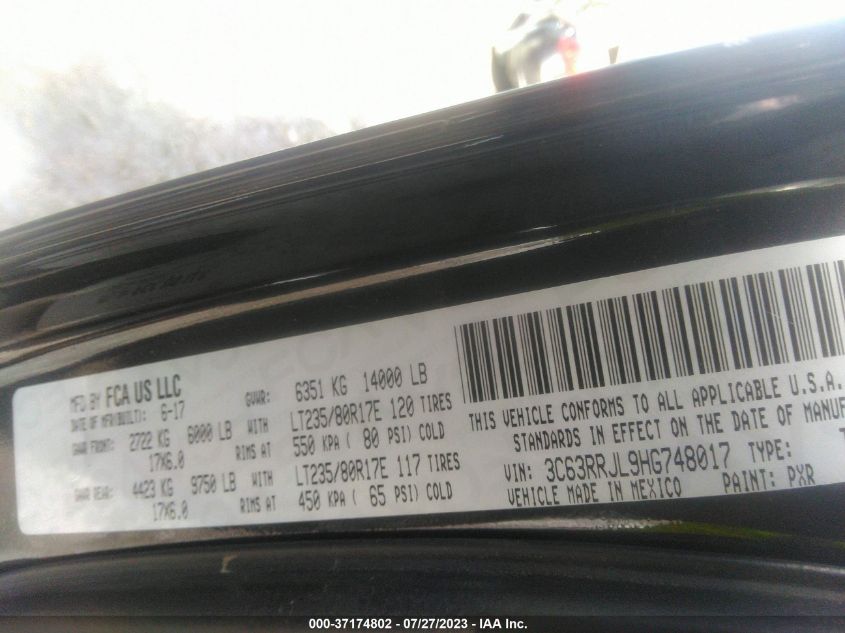 MFD BY FCA US LLC
DATE OF MFR(BUILT): 6-17 GVWR: 6351 KG 14000 LB
GAWR FRONT: 2722 KG 6000 LB WITH LT235/80R17E 120 TIRES
17X6.0 RIMS AT 550 KPA ( 80 PSI) COLD
GAWR REAR: 4423 KG 9750 LB WITH LT235/80R17E 117 TIRES
17X6.0 RIMS AT 450 KPA ( 65 PSI) COLD
THIS VEHICLE CONFORMS TO ALL APPLICABLE U.S.A.
STANDARDS IN EFFECT ON THE DATE OF MANUF
VIN: 3C63RRJL9HG748017 TYPE: T
VEHICLE MADE IN MEXICO PAINT: PXR
000-37174802 - 07/27/2023 - IAA Inc.